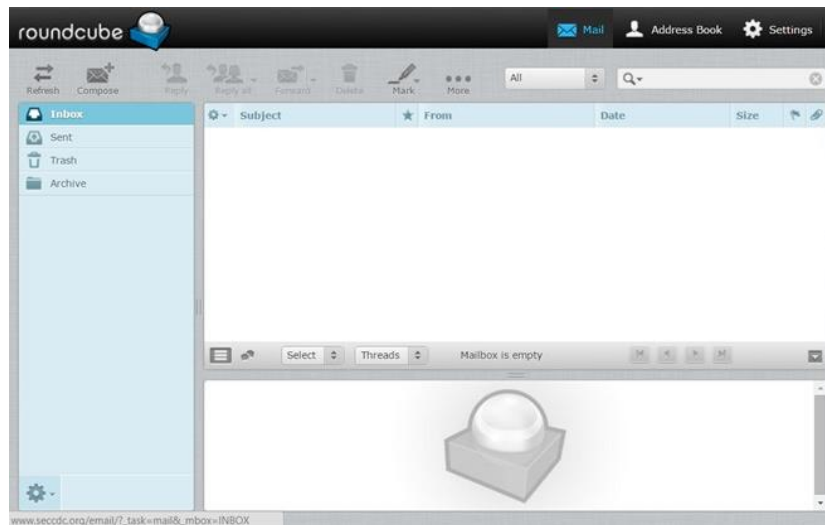 roundcube
Mail Address Book Settings
Refresh Compose Reply Reply all Forward Delete Mark More All
Inbox
Subject From Date Size
Sent
Trash
Archive
Select Threads Mailbox is empty
www.seccdc.org/email/?_task=mail&_mbox=INBOX